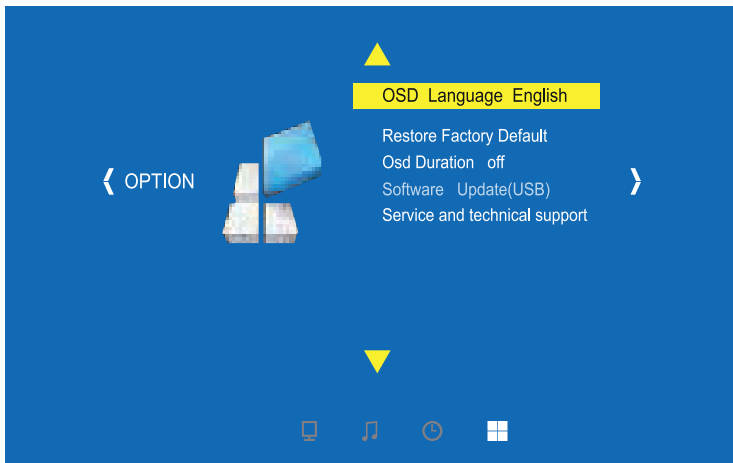 OSD Language English
Restore Factory Default
OPTION
Osd Duration off
Software Update(USB)
Service and technical support